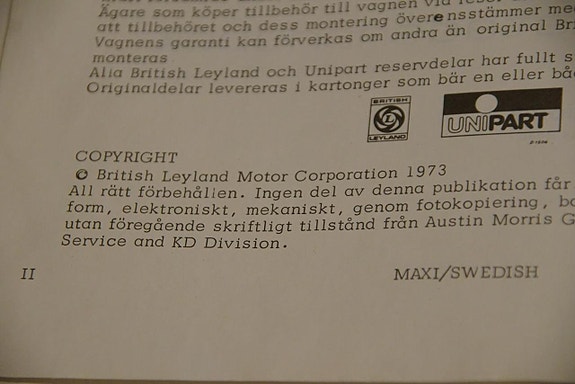 Ägare som köper tillbehör till vagnen via
att tillbehöret och dess montering överensstämmer med
Vagnens garanti kan förverkas om andra än original
monteras
Alla British Leyland och Unipart reservdelar har fullt
Originaldelar levereras i kartonger som bär en eller
BRITISH
LEYLAND
UNIPART
COPYRIGHT
© British Leyland Motor Corporation 1973
All rätt förbehållen. Ingen del av denna publikation får
form, elektroniskt, mekaniskt, genom fotokopiering,
utan föregående skriftligt tillstånd från Austin Morris G
Service and KD Division.
II
MAXI/SWEDISH